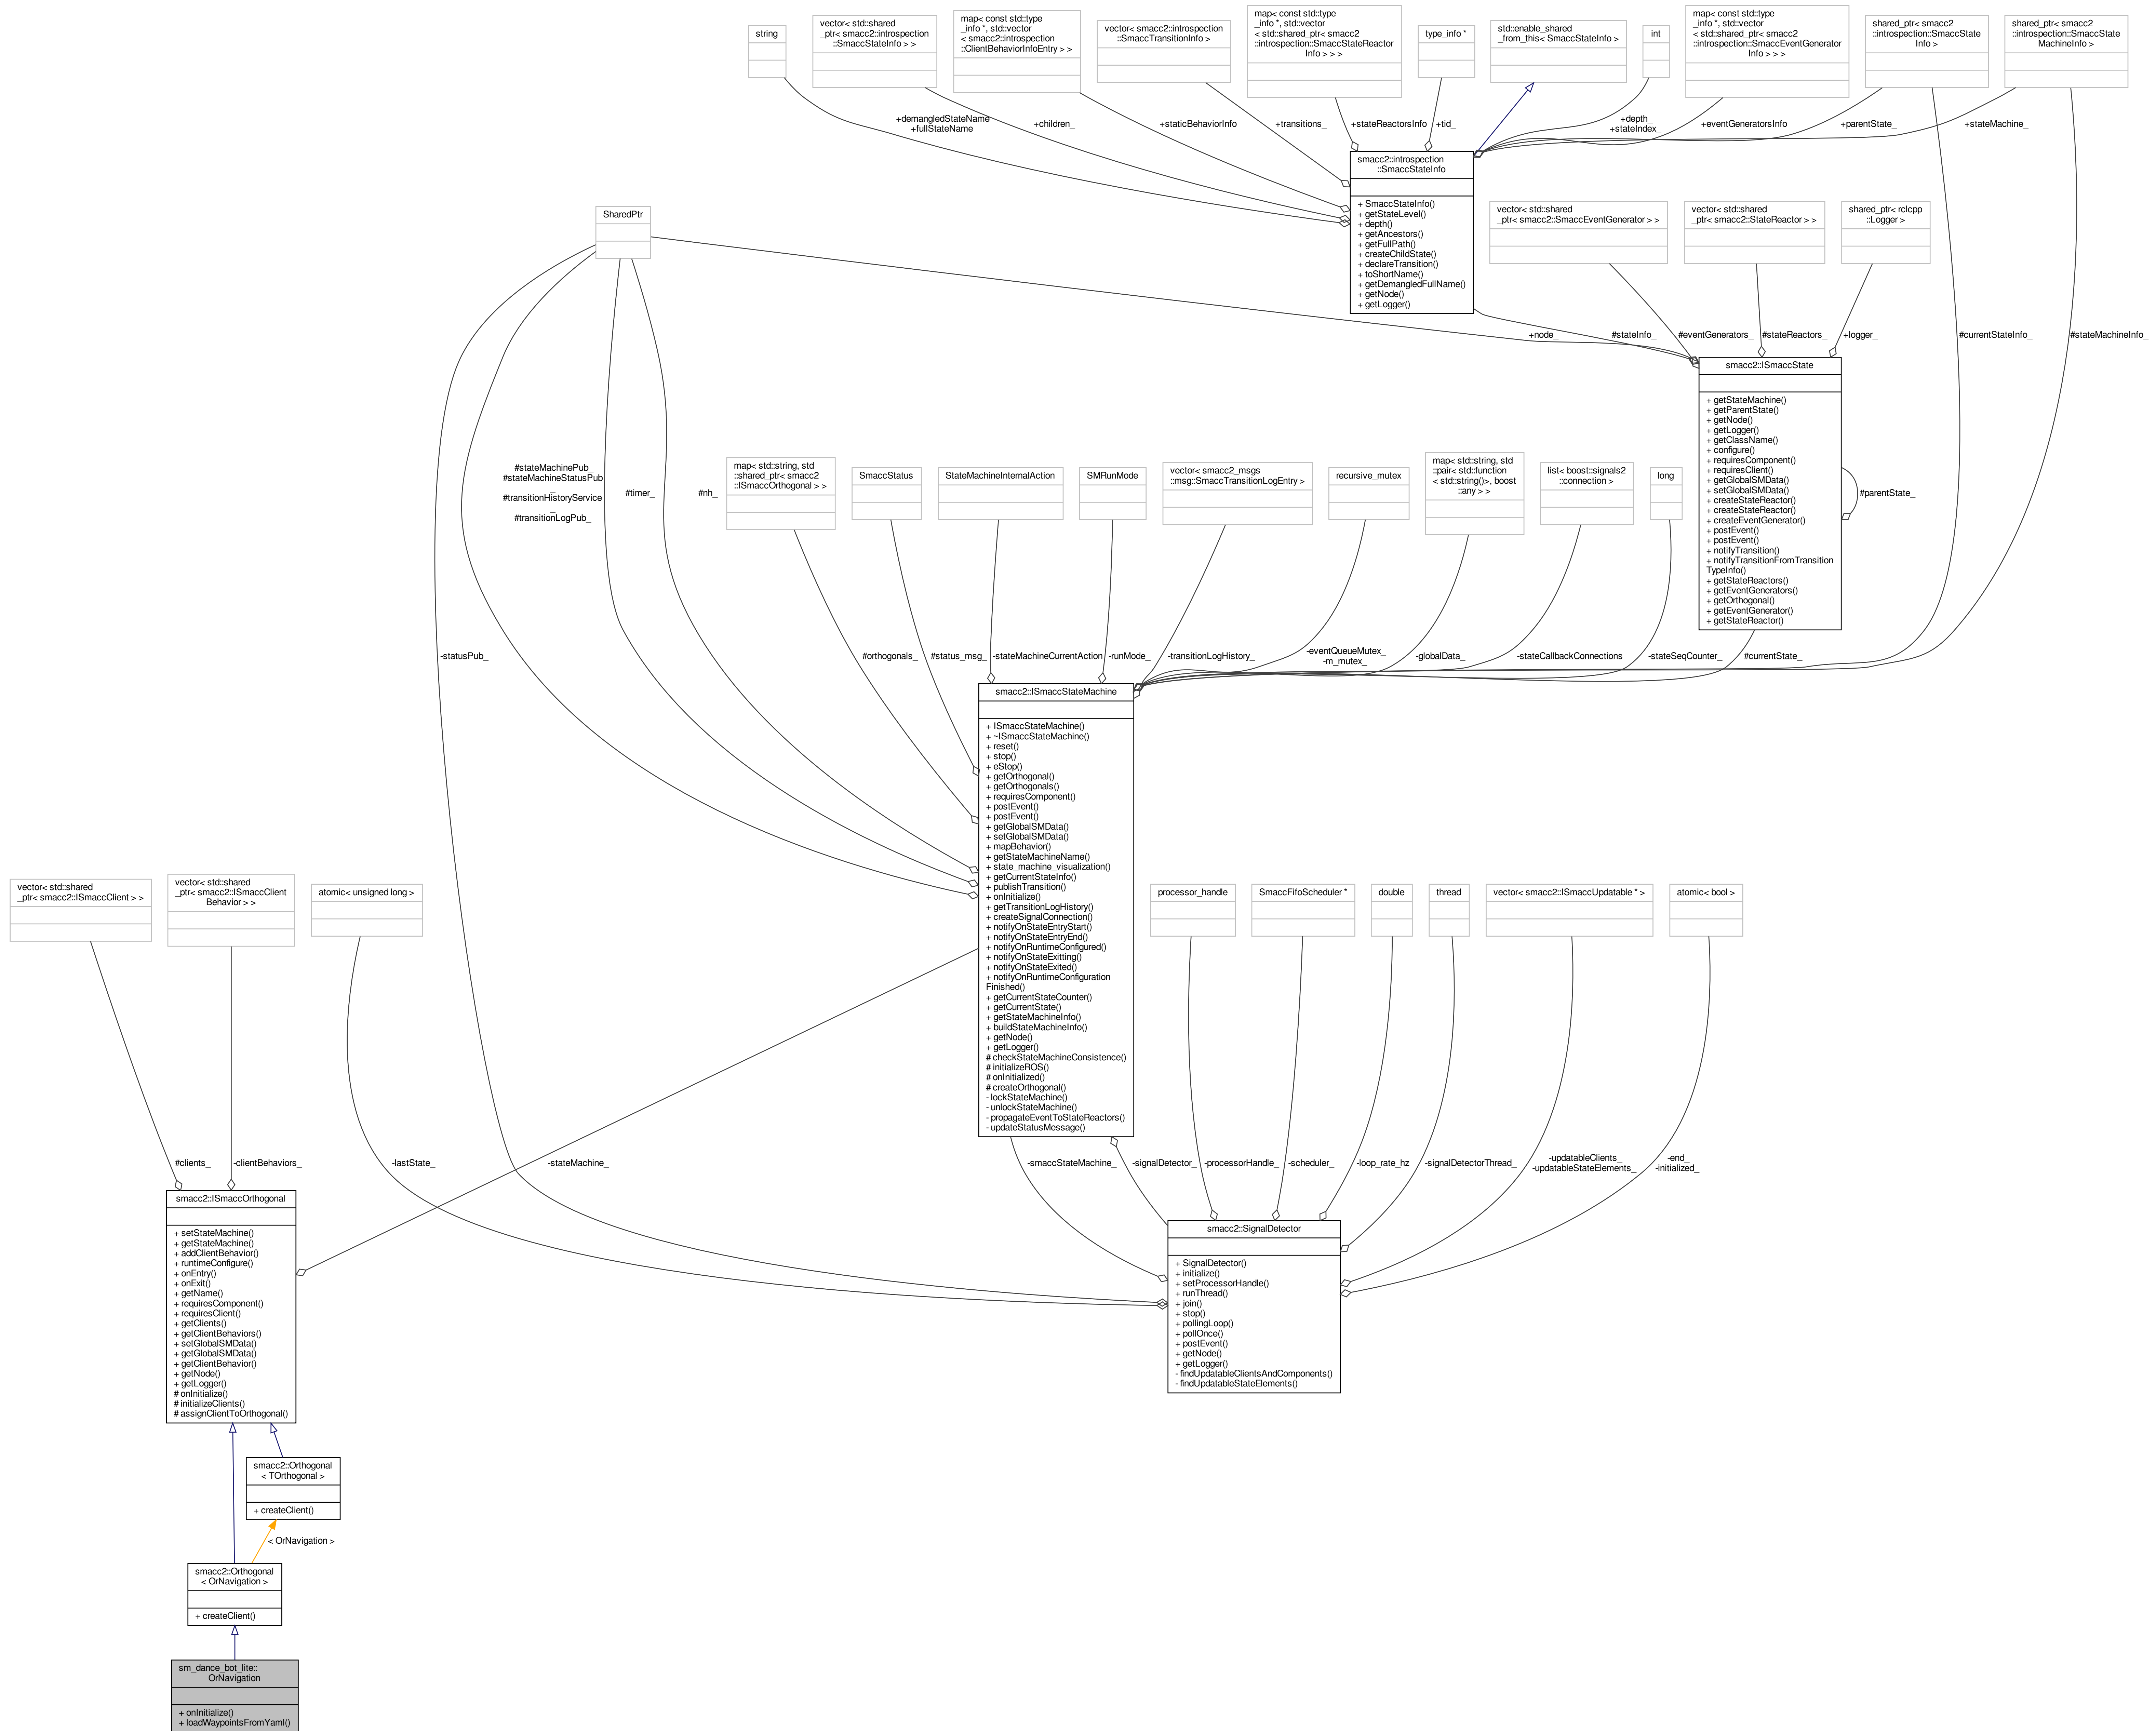 string
vector< std::shared
_ptr< smacc2::introspection
::SmaccStateInfo > >
map< const std::type
_info *, std::vector
< smacc2::introspection
::ClientBehaviorInfoEntry > >
vector< smacc2::introspection
::SmaccTransitionInfo >
map< const std::type
_info *, std::vector
< std::shared_ptr< smacc2
::introspection::SmaccStateReactor
Info > > >
type_info *
std::enable_shared
_from_this< SmaccStateInfo >
int
map< const std::type
_info *, std::vector
< std::shared_ptr< smacc2
::introspection::SmaccEventGenerator
Info > > >
shared_ptr< smacc2
::introspection::SmaccState
Info >
shared_ptr< smacc2
::introspection::SmaccState
MachineInfo >
+demangledStateName
+fullStateName
+children_
+staticBehaviorInfo
+transitions_
+stateReactorsInfo
+tid_
+depth_
+stateIndex_
+eventGeneratorsInfo
+parentState_
+stateMachine_
smacc2::introspection
::SmaccStateInfo
+ SmaccStateInfo()
+ getStateLevel()
+ depth()
+ getAncestors()
+ getFullPath()
+ createChildState()
+ declareTransition()
+ toShortName()
+ getDemangledFullName()
+ getNode()
+ getLogger()
SharedPtr
vector< std::shared
_ptr< smacc2::SmaccEventGenerator > >
vector< std::shared
_ptr< smacc2::StateReactor > >
shared_ptr< rclcpp
::Logger >
+node_
#stateInfo_
#eventGenerators_
#stateReactors_
+logger_
#currentStateInfo_
#stateMachineInfo_
smacc2::ISmaccState
+ getStateMachine()
+ getParentState()
+ getNode()
+ getLogger()
+ getClassName()
+ configure()
+ requiresComponent()
+ requiresClient()
+ getGlobalSMData()
+ setGlobalSMData()
+ createStateReactor()
+ createStateReactor()
+ createEventGenerator()
+ postEvent()
+ postEvent()
+ notifyTransition()
+ notifyTransitionFromTransition
TypeInfo()
+ getStateReactors()
+ getEventGenerators()
+ getOrthogonal()
+ getEventGenerator()
+ getStateReactor()
#parentState_
#stateMachinePub_
#stateMachineStatusPub
_
#transitionHistoryService
_
#transitionLogPub_
#timer_
#nh_
map< std::string, std
::shared_ptr< smacc2
::ISmaccOrthogonal > >
SmaccStatus
StateMachineInternalAction
SMRunMode
vector< smacc2_msgs
::msg::SmaccTransitionLogEntry >
recursive_mutex
map< std::string, std
::pair< std::function
< std::string()>, boost
::any > >
list< boost::signals2
::connection >
long
-statusPub_
#orthogonals_
#status_msg_
-stateMachineCurrentAction
-runMode_
-transitionLogHistory_
-eventQueueMutex_
-m_mutex_
-globalData_
-stateCallbackConnections
-stateSeqCounter_
#currentState_
smacc2::ISmaccStateMachine
+ ISmaccStateMachine()
+ ~ISmaccStateMachine()
+ reset()
+ stop()
+ eStop()
+ getOrthogonal()
+ getOrthogonals()
+ requiresComponent()
+ postEvent()
+ postEvent()
+ getGlobalSMData()
+ setGlobalSMData()
+ mapBehavior()
+ getStateMachineName()
+ state_machine_visualization()
+ getCurrentStateInfo()
+ publishTransition()
+ onInitialize()
+ getTransitionLogHistory()
+ createSignalConnection()
+ notifyOnStateEntryStart()
+ notifyOnStateEntryEnd()
+ notifyOnRuntimeConfigured()
+ notifyOnStateExitting()
+ notifyOnStateExited()
+ notifyOnRuntimeConfiguration
Finished()
+ getCurrentStateCounter()
+ getCurrentState()
+ getStateMachineInfo()
+ buildStateMachineInfo()
+ getNode()
+ getLogger()
# checkStateMachineConsistence()
# initializeROS()
# onInitialized()
# createOrthogonal()
- lockStateMachine()
- unlockStateMachine()
- propagateEventToStateReactors()
- updateStatusMessage()
vector< std::shared
_ptr< smacc2::ISmaccClient > >
vector< std::shared
_ptr< smacc2::ISmaccClient
Behavior > >
atomic< unsigned long >
processor_handle
SmaccFifoScheduler *
double
thread
vector< smacc2::ISmaccUpdatable * >
atomic< bool >
#clients_
-clientBehaviors_
-lastState_
-stateMachine_
-smaccStateMachine_
-signalDetector_
-processorHandle_
-scheduler_
-loop_rate_hz
-signalDetectorThread_
-updatableClients_
-updatableStateElements_
-end_
-initialized_
smacc2::ISmaccOrthogonal
+ setStateMachine()
+ getStateMachine()
+ addClientBehavior()
+ runtimeConfigure()
+ onEntry()
+ onExit()
+ getName()
+ requiresComponent()
+ requiresClient()
+ getClients()
+ getClientBehaviors()
+ setGlobalSMData()
+ getGlobalSMData()
+ getClientBehavior()
+ getNode()
+ getLogger()
# onInitialize()
# initializeClients()
# assignClientToOrthogonal()
smacc2::SignalDetector
+ SignalDetector()
+ initialize()
+ setProcessorHandle()
+ runThread()
+ join()
+ stop()
+ pollingLoop()
+ pollOnce()
+ postEvent()
+ getNode()
+ getLogger()
- findUpdatableClientsAndComponents()
- findUpdatableStateElements()
smacc2::Orthogonal
< TOrthogonal >
+ createClient()
< OrNavigation >
smacc2::Orthogonal
< OrNavigation >
+ createClient()
sm_dance_bot_lite::
OrNavigation
+ onInitialize()
+ loadWaypointsFromYaml()